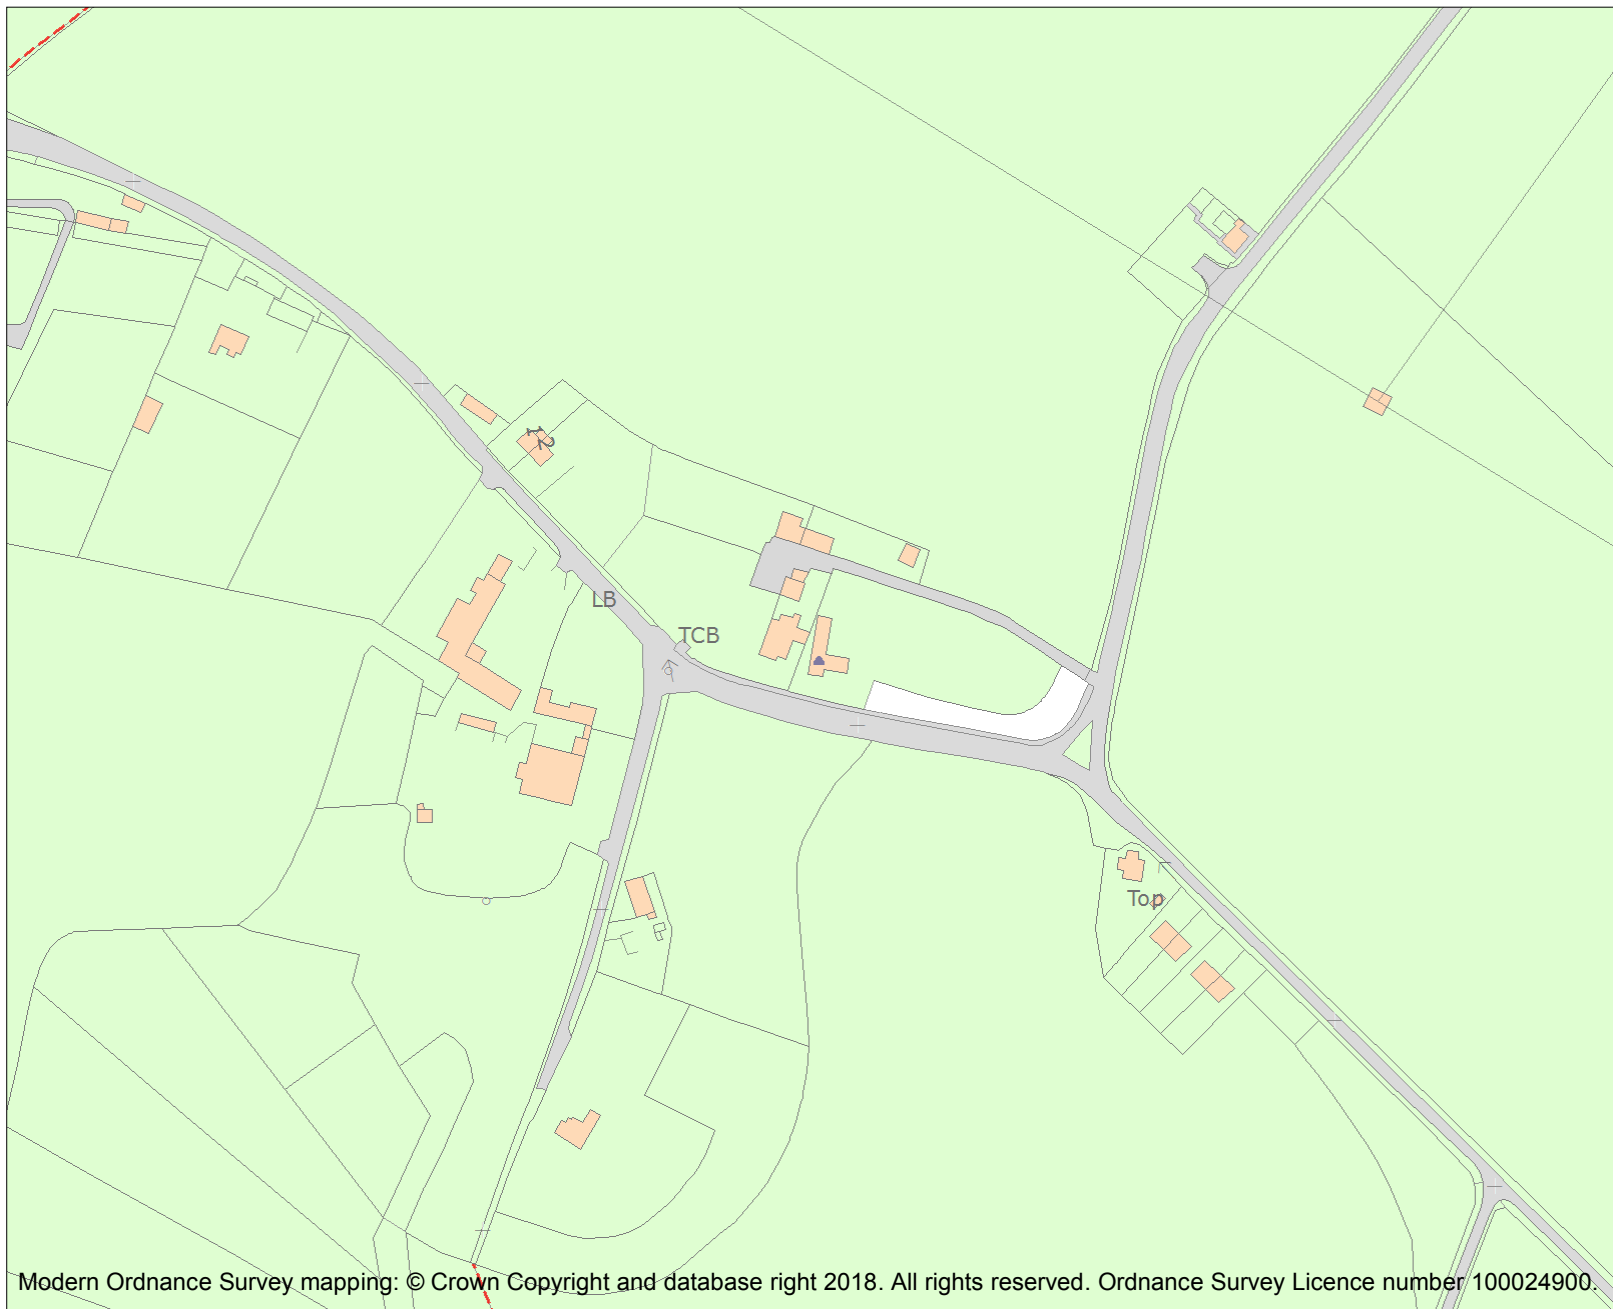 12
LB
TCB
Top
Modern Ordnance Survey mapping: © Crown Copyright and database right 2018. All rights reserved. Ordnance Survey Licence number 100024900.